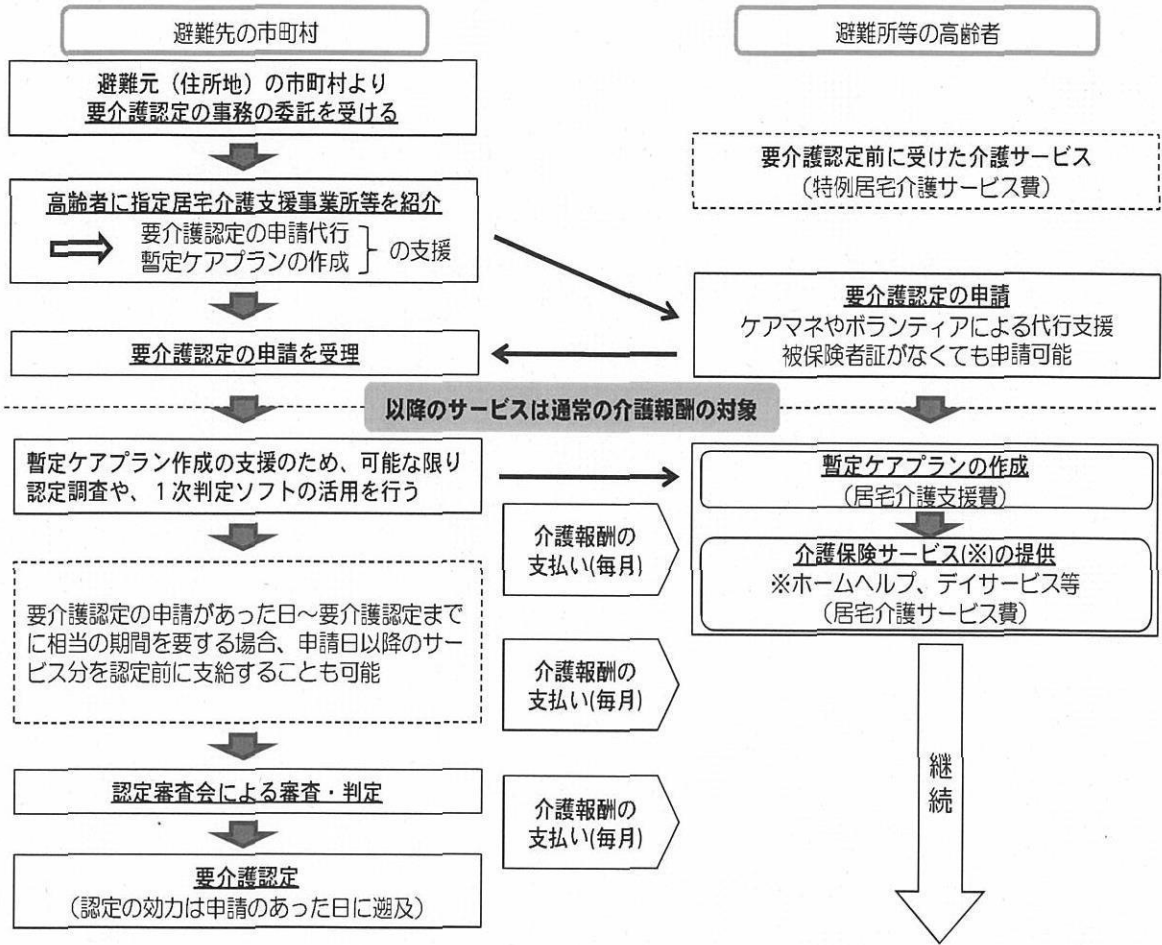 避難先の市町村
避難元（住所地）の市町村より
要介護認定の事務の委託を受ける
高齢者に指定居宅介護支援事業所等を紹介
要介護認定の申請代行
暫定ケアプランの作成
の支援
要介護認定の申請を受理
避難所等の高齢者
要介護認定前に受けた介護サービス
（特例居宅介護サービス費）
要介護認定の申請
ケアマネやボランティアによる代行支援
被保険者証がなくても申請可能
以降のサービスは通常の介護報酬の対象
暫定ケアプラン作成の支援のため、可能な限り
認定調査や、１次判定ソフトの活用を行う
要介護認定の申請があった日～要介護認定まで
に相当の期間を要する場合、申請日以降のサー
ビス分を認定前に支給することも可能
認定審査会による審査・判定
要介護認定
（認定の効力は申請のあった日に遡及）
介護報酬の
支払い(毎月)
介護報酬の
支払い(毎月)
介護報酬の
支払い(毎月)
暫定ケアプランの作成
（居宅介護支援費）
介護保険サービス(※)の提供
※ホームヘルプ、デイサービス等
（居宅介護サービス費）
継続